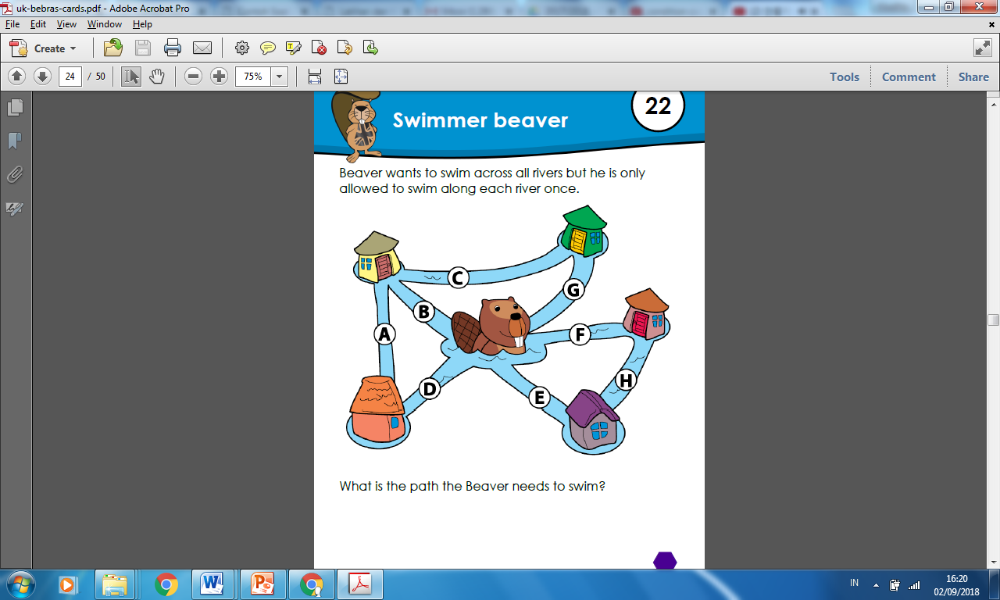 uk-bebras-cards.pdf - Adobe Acrobat Pro
File Edit View Window Help
Create
24 / 50 75% Tools Comment Share
Swimmer beaver 22
Beaver wants to swim across all rivers but he is only
allowed to swim along each river once.
C
G
B
A
F
H
D
E
What is the path the Beaver needs to swim?
IN 16:20
02/09/2018